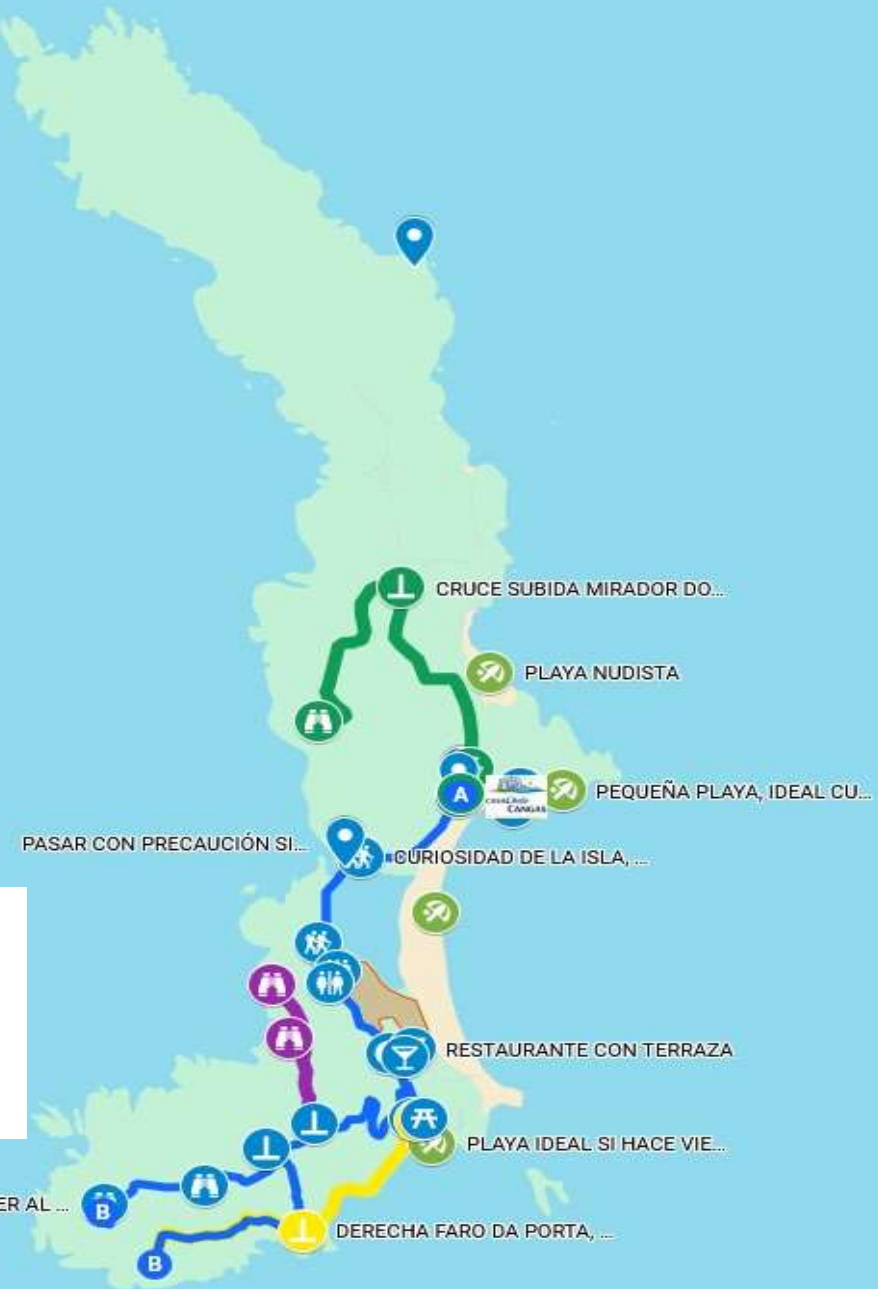 CRUCE SUBIDA MIRADOR DO...
PLAYA NUDISTA
A
CANGAS
PEQUEÑA PLAYA, IDEAL CU...
PASAR CON PRECAUCIÓN SI...
CURIOSIDAD DE LA ISLA, ...
RESTAURANTE CON TERRAZA
PLAYA IDEAL SI HACE VIE...
ER AL ...
B
DERECHA FARO DA PORTA, ...
B